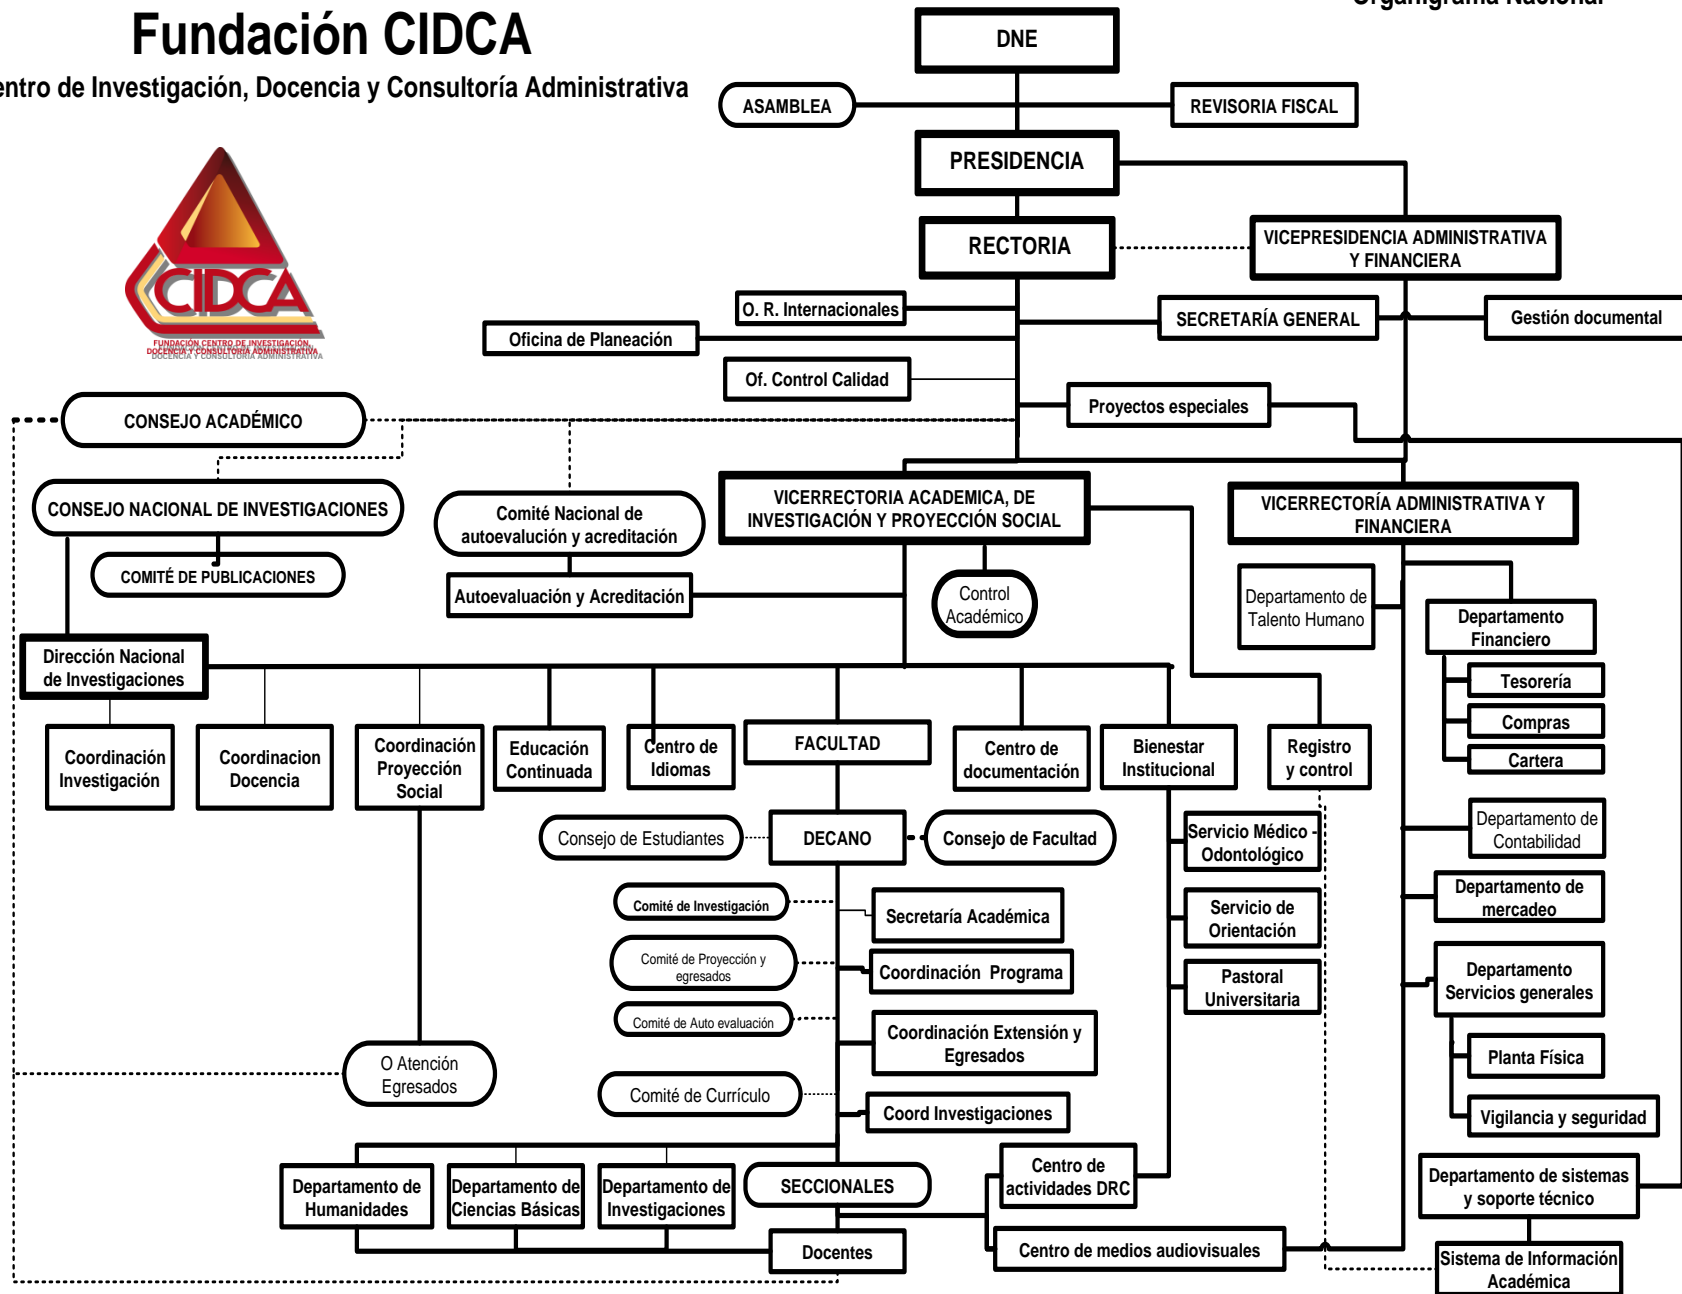 Organigrama Nacional
Fundación CIDCA
entro de Investigación, Docencia y Consultoría Administrativa
DNE
ASAMBLEA
REVISORIA FISCAL
PRESIDENCIA
RECTORIA
VICEPRESIDENCIA ADMINISTRATIVA
Y FINANCIERA
CIDCA
FUNDACIÓN CENTRO DE INVESTIGACIÓN,
DOCENCIA Y CONSULTORÍA ADMINISTRATIVA
O. R. Internacionales
SECRETARÍA GENERAL
Gestión documental
Oficina de Planeación
Of. Control Calidad
Proyectos especiales
CONSEJO ACADÉMICO
CONSEJO NACIONAL DE INVESTIGACIONES
COMITÉ DE PUBLICACIONES
Comité Nacional de
autoevalución y acreditación
Autoevaluación y Acreditación
VICERRECTORIA ACADEMICA, DE
INVESTIGACIÓN Y PROYECCIÓN SOCIAL
Control
Académico
VICERRECTORÍA ADMINISTRATIVA Y
FINANCIERA
Departamento de
Talento Humano
Departamento
Financiero
Tesorería
Compras
Cartera
Dirección Nacional
de Investigaciones
Coordinación
Investigación
Coordinacion
Docencia
Coordinación
Proyección
Social
Educación
Continuada
Centro de
Idiomas
FACULTAD
Centro de
documentación
Bienestar
Institucional
Registro
y control
Consejo de Estudiantes
DECANO
Consejo de Facultad
Servicio Médico -
Odontológico
Departamento de
Contabilidad
Comité de Investigación
Secretaría Académica
Servicio de
Orientación
Departamento de
mercadeo
Comité de Proyección y
egresados
Coordinación Programa
Pastoral
Universitaria
Departamento
Servicios generales
Comité de Auto evaluación
Coordinación Extensión y
Egresados
Planta Física
O Atención
Egresados
Comité de Currículo
Coord Investigaciones
Vigilancia y seguridad
Departamento de
Humanidades
Departamento de
Ciencias Básicas
Departamento de
Investigaciones
SECCIONALES
Centro de
actividades DRC
Departamento de sistemas
y soporte técnico
Docentes
Centro de medios audiovisuales
Sistema de Información
Académica